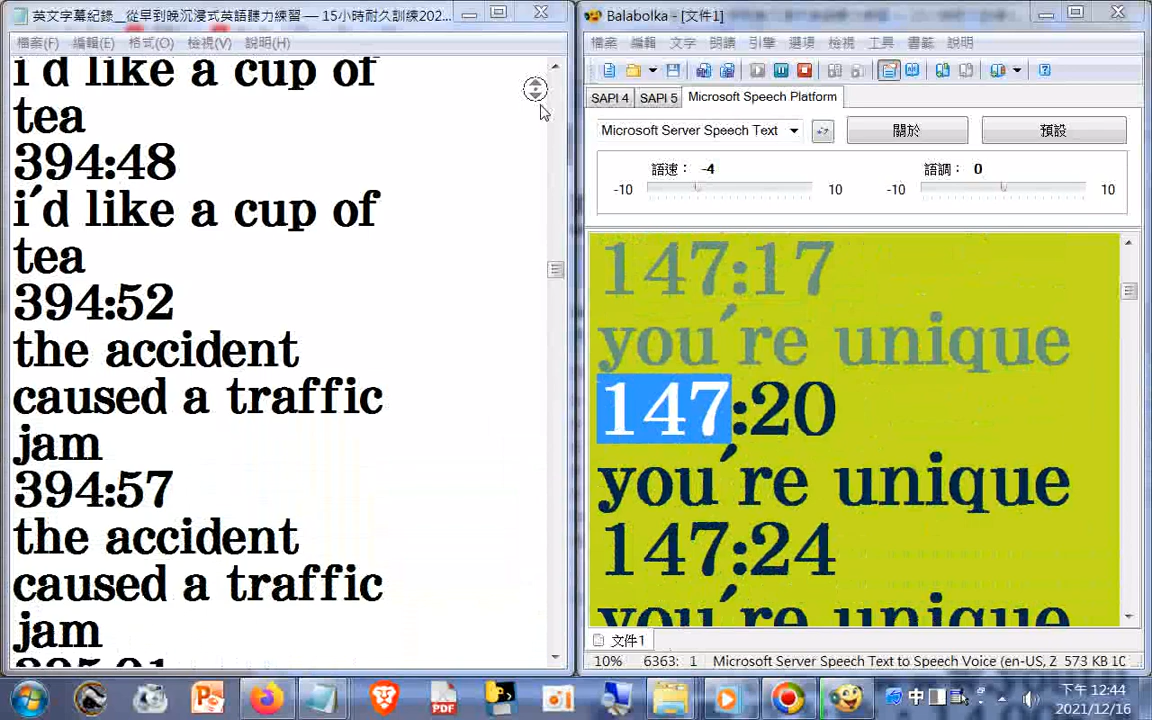 英文字幕紀錄__從早到晚沉浸式英語聽力練習 — 15小時耐久訓練202...
檔案(F) 編輯(E) 格式(O) 檢視(V) 說明(H)
i'd like a cup of
tea
394:48
i'd like a cup of
tea
394:52
the accident
caused a traffic
jam
394:57
the accident
caused a traffic
jam
Balabolka - [文件1]
檔案 編輯 文字 朗讀 引擎 選項 檢視 工具 書籤 說明
SAPI 4 SAPI 5 Microsoft Speech Platform
Microsoft Server Speech Text 關於 預設
語速： -4 語調： 0
-10 10 -10 10
147:17
you're unique
147:20
you're unique
147:24
you're unique
文件1
10% 6363: 1 Microsoft Server Speech Text to Speech Voice (en-US, 2 573 KB 1
PDF 中 下午 12:44
2021/12/16